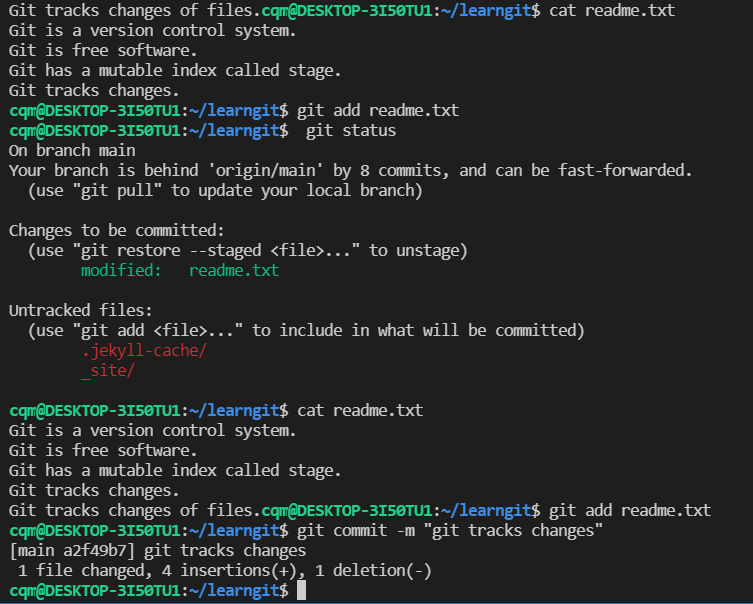 Git tracks changes of files.cqm@DESKTOP-3I50TU1:~/learngit$ cat readme.txt
Git is a version control system.
Git is free software.
Git has a mutable index called stage.
Git tracks changes.
cqm@DESKTOP-3I50TU1:~/learngit$ git add readme.txt
cqm@DESKTOP-3I50TU1:~/learngit$  git status
On branch main
Your branch is behind 'origin/main' by 8 commits, and can be fast-forwarded.
  (use "git pull" to update your local branch)

Changes to be committed:
  (use "git restore --staged <file>..." to unstage)
        modified:   readme.txt

Untracked files:
  (use "git add <file>..." to include in what will be committed)
        .jekyll-cache/
        _site/

cqm@DESKTOP-3I50TU1:~/learngit$ cat readme.txt
Git is a version control system.
Git is free software.
Git has a mutable index called stage.
Git tracks changes.
Git tracks changes of files.cqm@DESKTOP-3I50TU1:~/learngit$ git add readme.txt
cqm@DESKTOP-3I50TU1:~/learngit$ git commit -m "git tracks changes"
[main a2f49b7] git tracks changes
 1 file changed, 4 insertions(+), 1 deletion(-)
cqm@DESKTOP-3I50TU1:~/learngit$